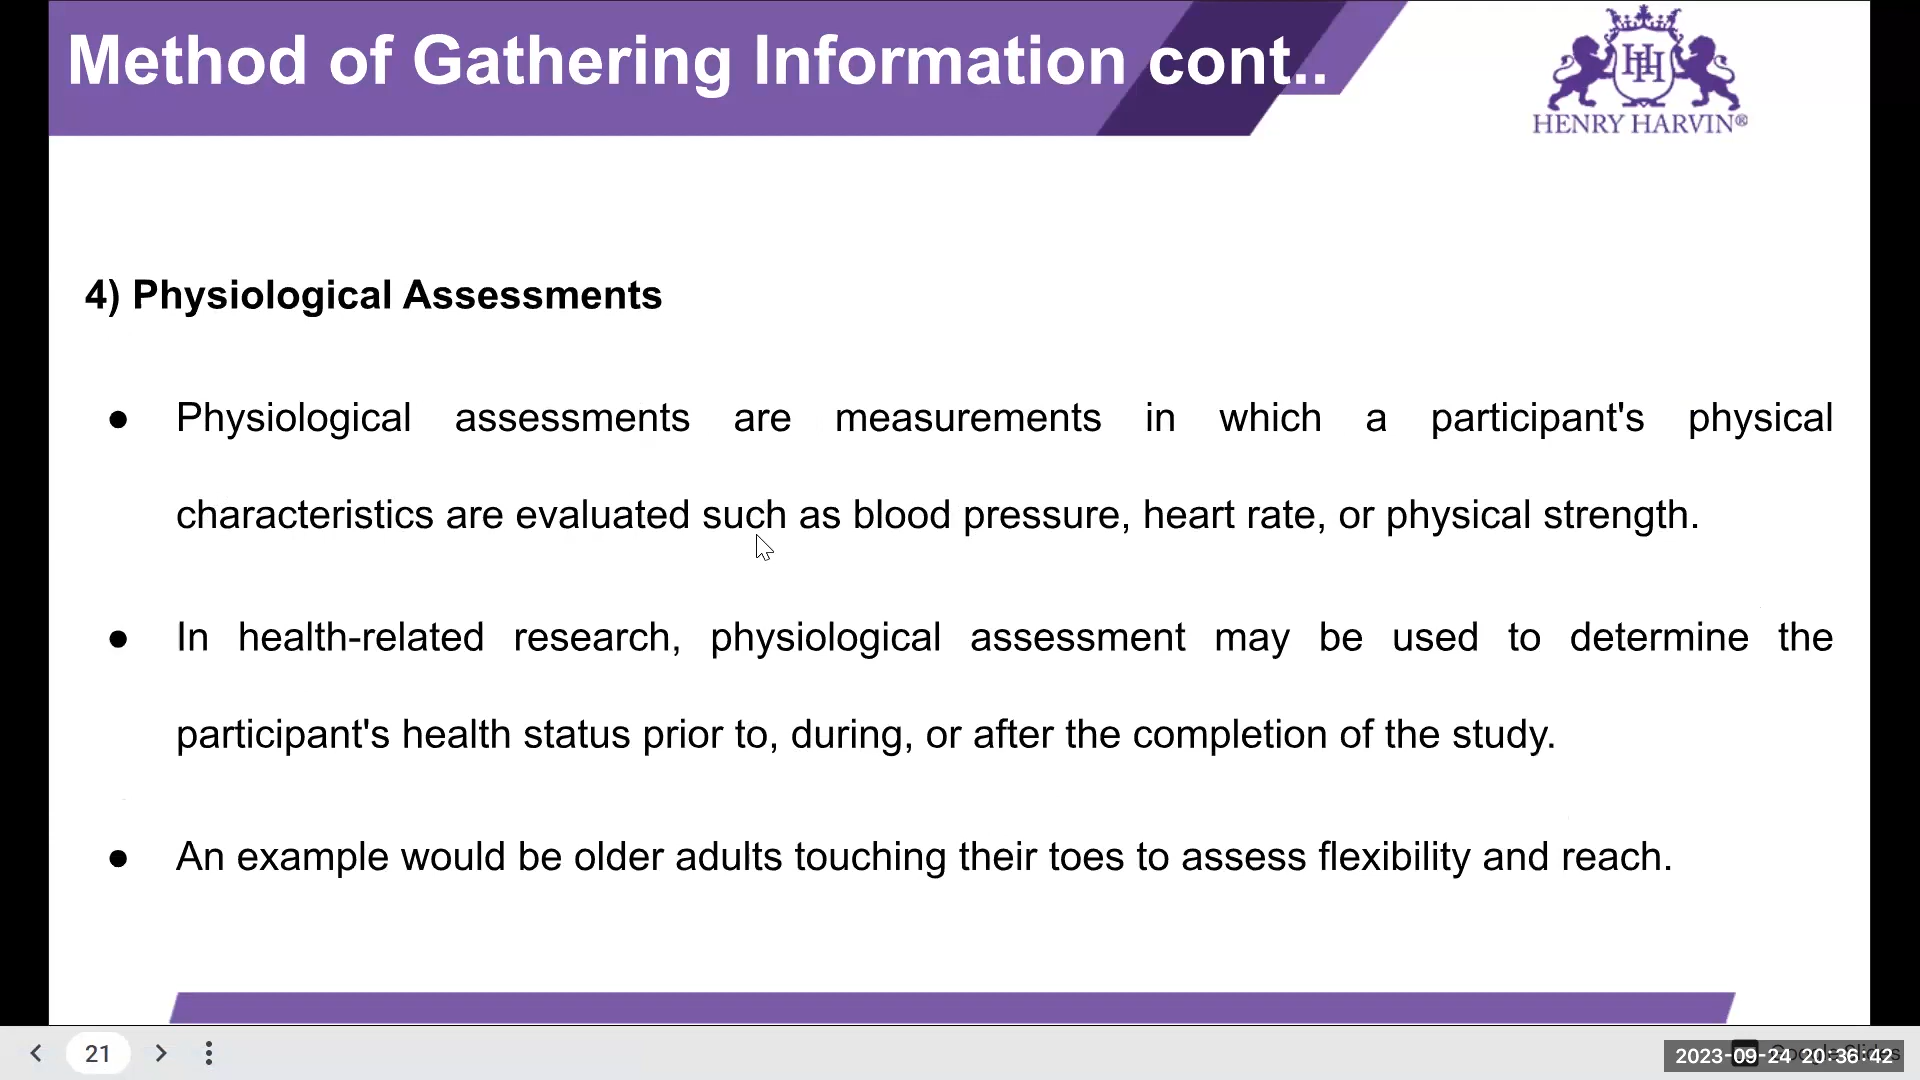 Method of Gathering Information cont..
HH
HENRY HARVIN®
4) Physiological Assessments
● Physiological assessments are measurements in which a participant's physical
characteristics are evaluated such as blood pressure, heart rate, or physical strength.
● In health-related research, physiological assessment may be used to determine the
participant's health status prior to, during, or after the completion of the study.
● An example would be older adults touching their toes to assess flexibility and reach.
21
2023-09-24 20:36:42